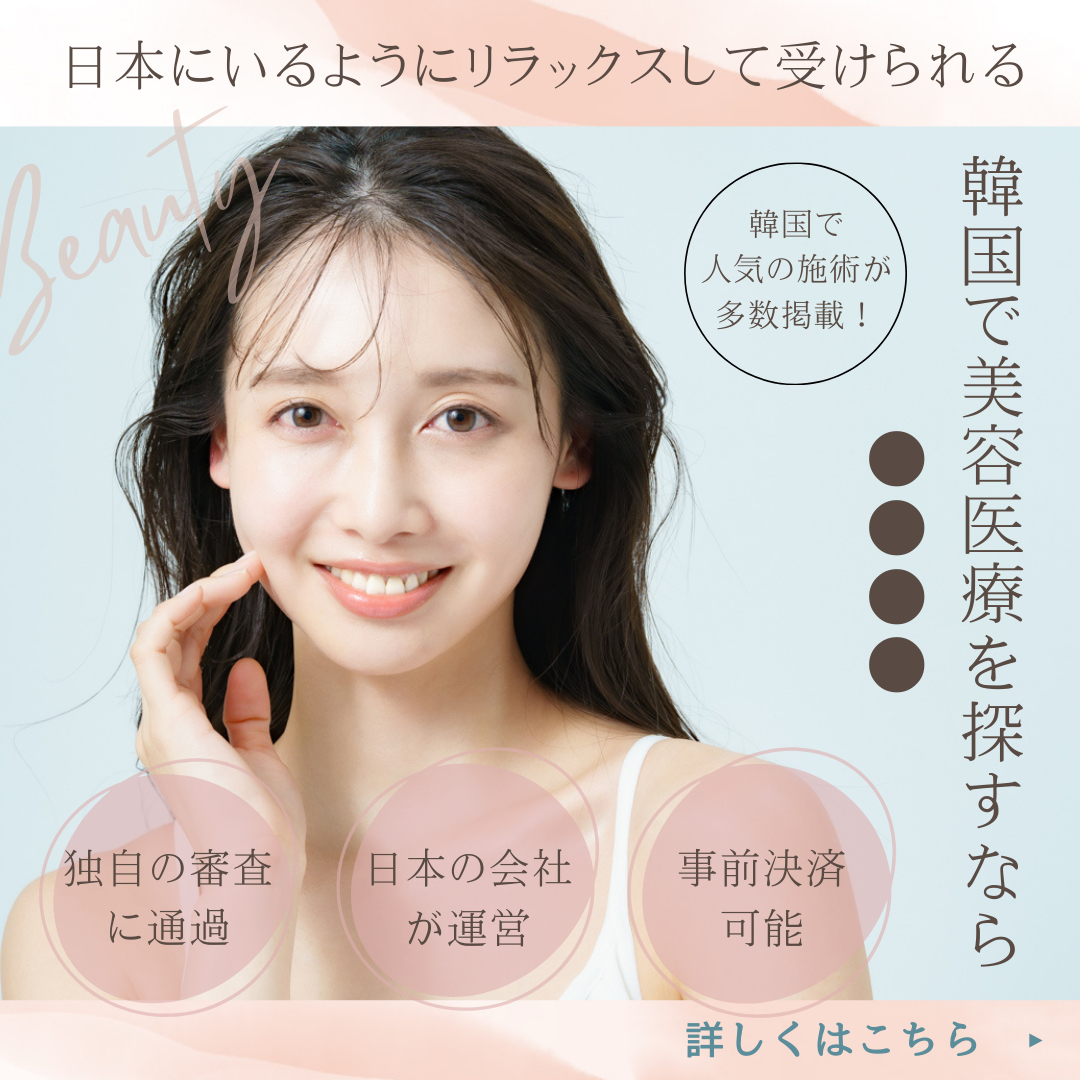 日本にいるようにリラックスして受けられる
Beauty
韓国で美容医療を探すなら
●●●●
韓国で
人気の施術が
多数掲載！
独自の審査
に通過
日本の会社
が運営
事前決済
可能
詳しくはこちら ▸